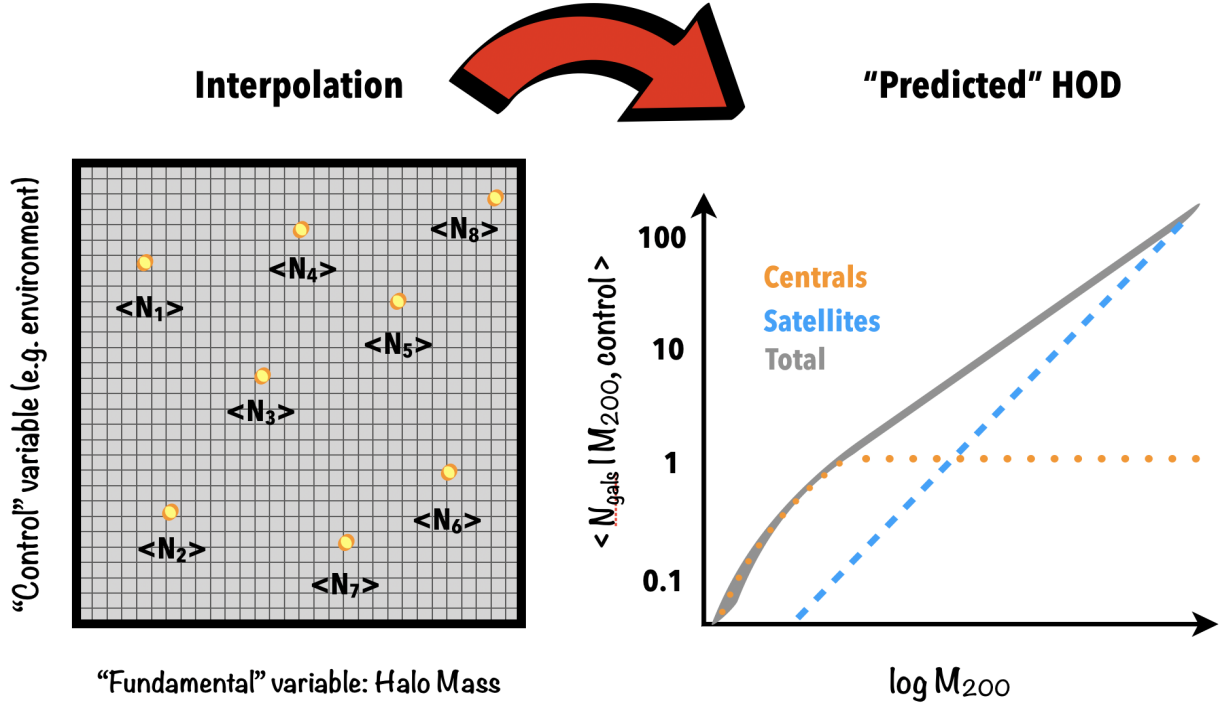 Interpolation
“Predicted” HOD
“Control” variable (e.g. environment)
<N₈>
<N₄>
<N₁>
<N₅>
<N₃>
<N₆>
<N₂>
<N₇>
“Fundamental” variable: Halo Mass
< Ngals | M200, control >
100
10
1
0.1
Centrals
Satellites
Total
log M200